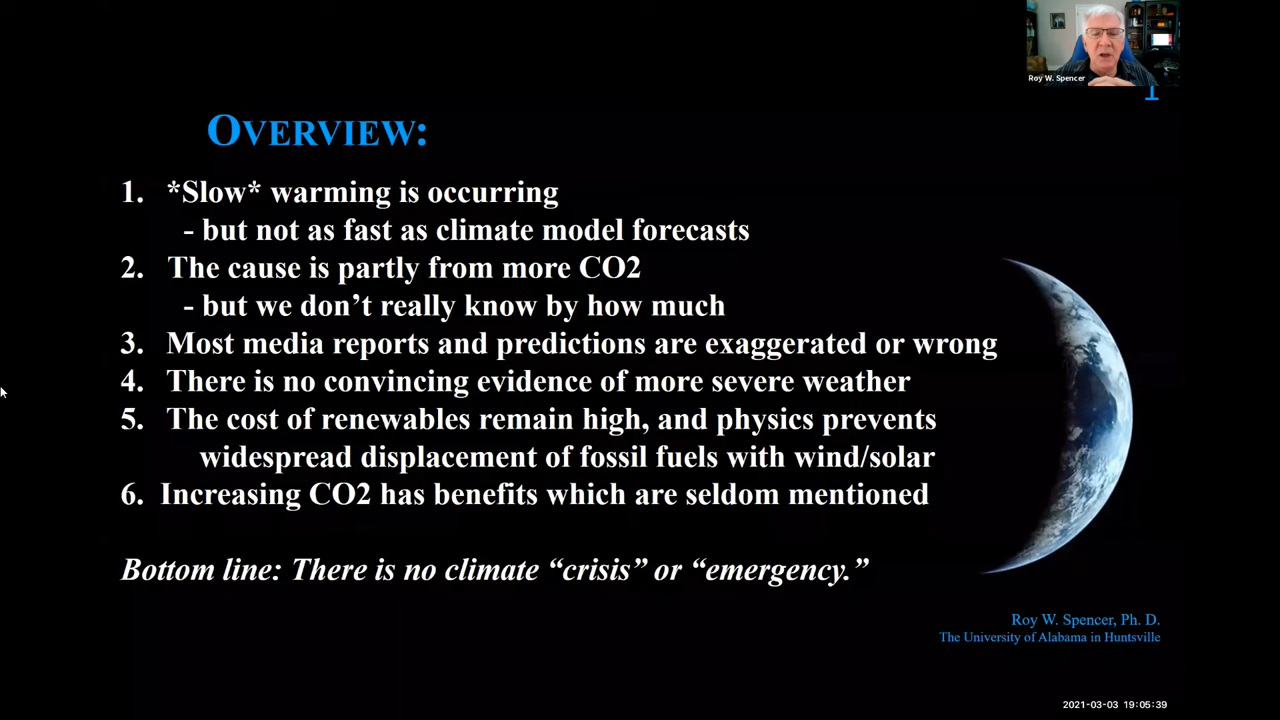 Roy W. Spencer
1
OVERVIEW:
1. *Slow* warming is occurring
- but not as fast as climate model forecasts
2. The cause is partly from more CO2
- but we don’t really know by how much
3. Most media reports and predictions are exaggerated or wrong
4. There is no convincing evidence of more severe weather
5. The cost of renewables remain high, and physics prevents
widespread displacement of fossil fuels with wind/solar
6. Increasing CO2 has benefits which are seldom mentioned
Bottom line: There is no climate “crisis” or “emergency.”
Roy W. Spencer, Ph. D.
The University of Alabama in Huntsville
2021-03-03 19:05:39